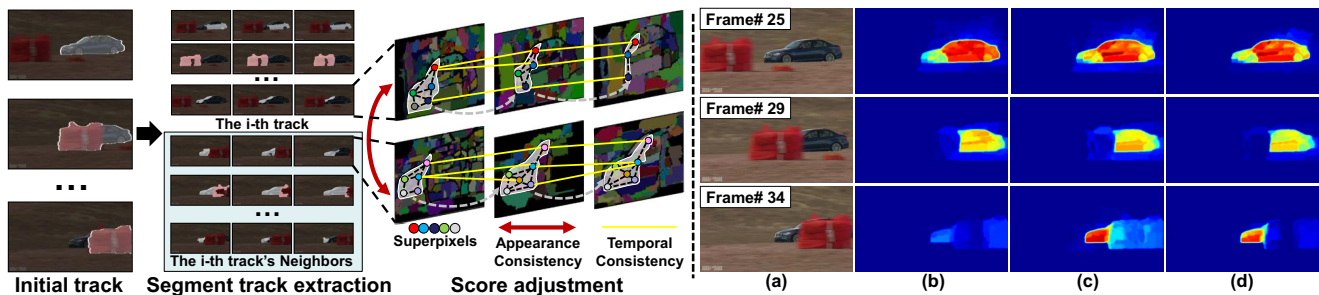 Initial track
The i-th track
The i-th track's Neighbors
Segment track extraction
Superpixels
Appearance
Consistency
Temporal
Consistency
Score adjustment
Frame# 25
Frame# 29
Frame# 34
(a)
(b)
(c)
(d)